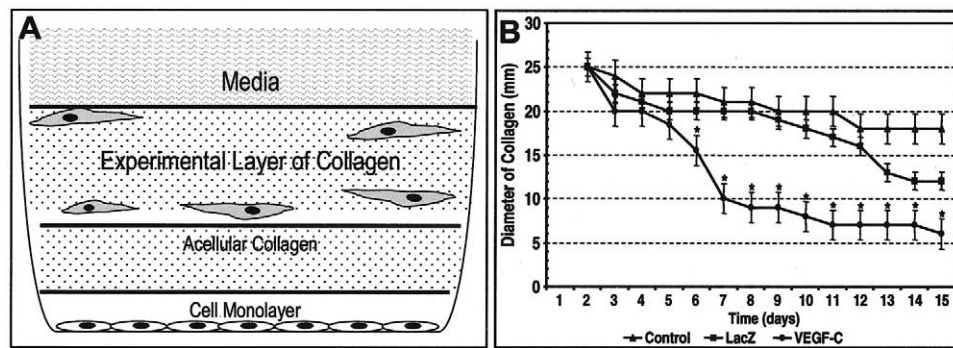 A
Media
Experimental Layer of Collagen
Acellular Collagen
Cell Monolayer
B
Diameter of Collagen (mm)
30
25
20
15
10
5
0
* * * * * * * * * *
1 2 3 4 5 6 7 8 9 10 11 12 13 14 15
Time (days)
Control LacZ VEGF-C